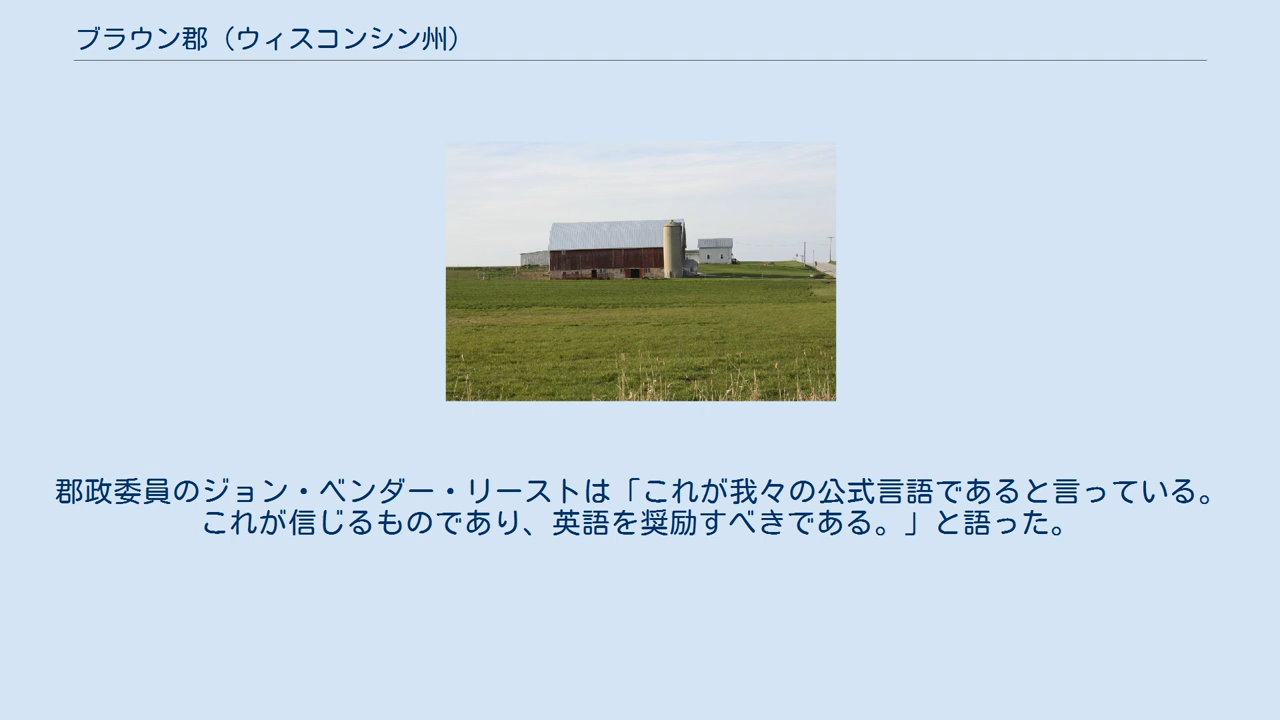 ブラウン郡（ウィスコンシン州）
郡政委員のジョン・ベンダー・リーストは「これが我々の公式言語であると言っている。
これが信じるものであり、英語を奨励すべきである。」と語った。